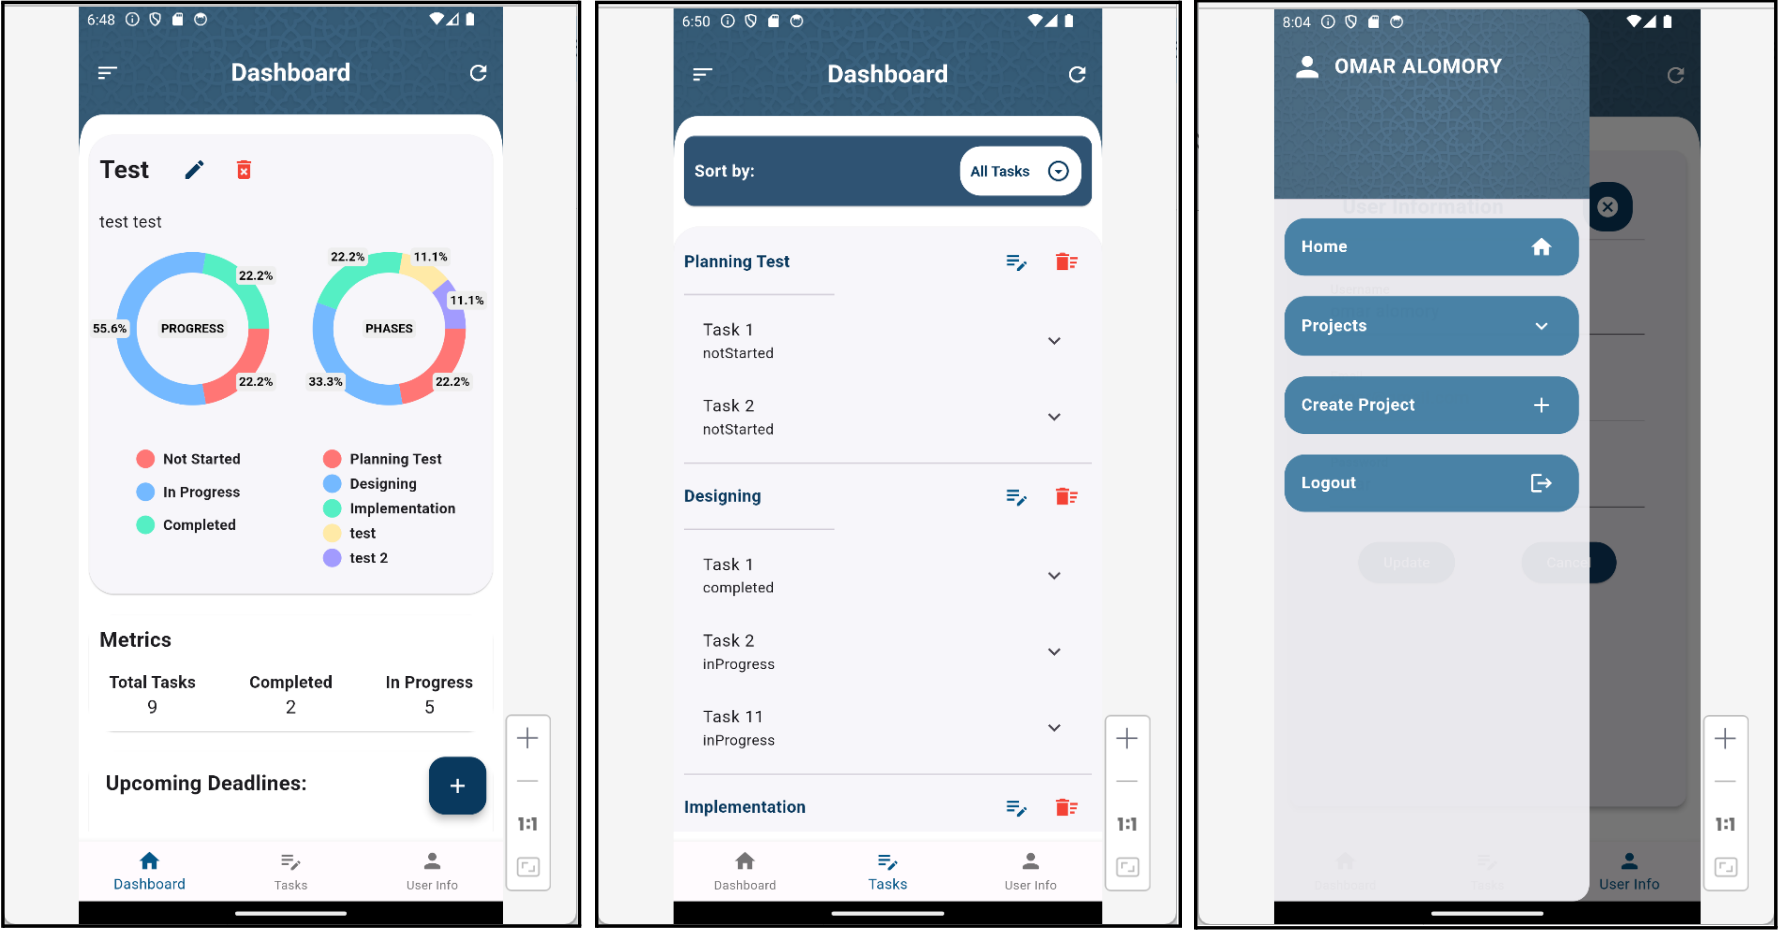 6:48
Dashboard
Test
test test
22.2%
55.6%
PROGRESS
22.2%
22.2%
11.1%
11.1%
PHASES
33.3%
22.2%
Not Started
In Progress
Completed
Planning Test
Designing
Implementation
test
test 2
Metrics
Total Tasks
Completed
In Progress
9
2
5
Upcoming Deadlines:
+
Dashboard
Tasks
User Info
1:1
6:50
Dashboard
Sort by:
All Tasks
Planning Test
Task 1
notStarted
Task 2
notStarted
Designing
Task 1
completed
Task 2
inProgress
Task 11
inProgress
Implementation
Dashboard
Tasks
User Info
1:1
8:04
OMAR ALOMORY
User Information
Home
Projects
Create Project
Logout
Update
Cancel
User Info
1:1